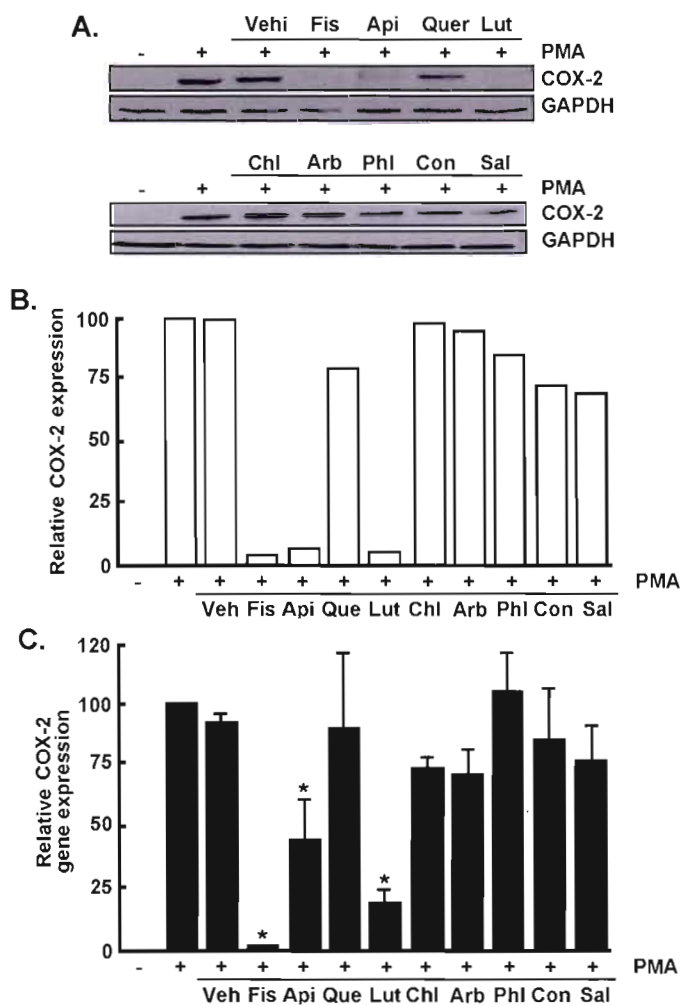 A.
Vehi Fis Api Quer Lut
- + + + + + + PMA
COX-2
GAPDH
Chl Arb Phl Con Sal
- + + + + + + PMA
COX-2
GAPDH
B.
Relative COX-2 expression
100
75
50
25
0
- + + + + + + + + + + + PMA
Veh Fis Api Que Lut Chl Arb Phl Con Sal
C.
Relative COX-2
gene expression
120
100
75
50
25
0
* * *
- + + + + + + + + + + + PMA
Veh Fis Api Que Lut Chl Arb Phl Con Sal